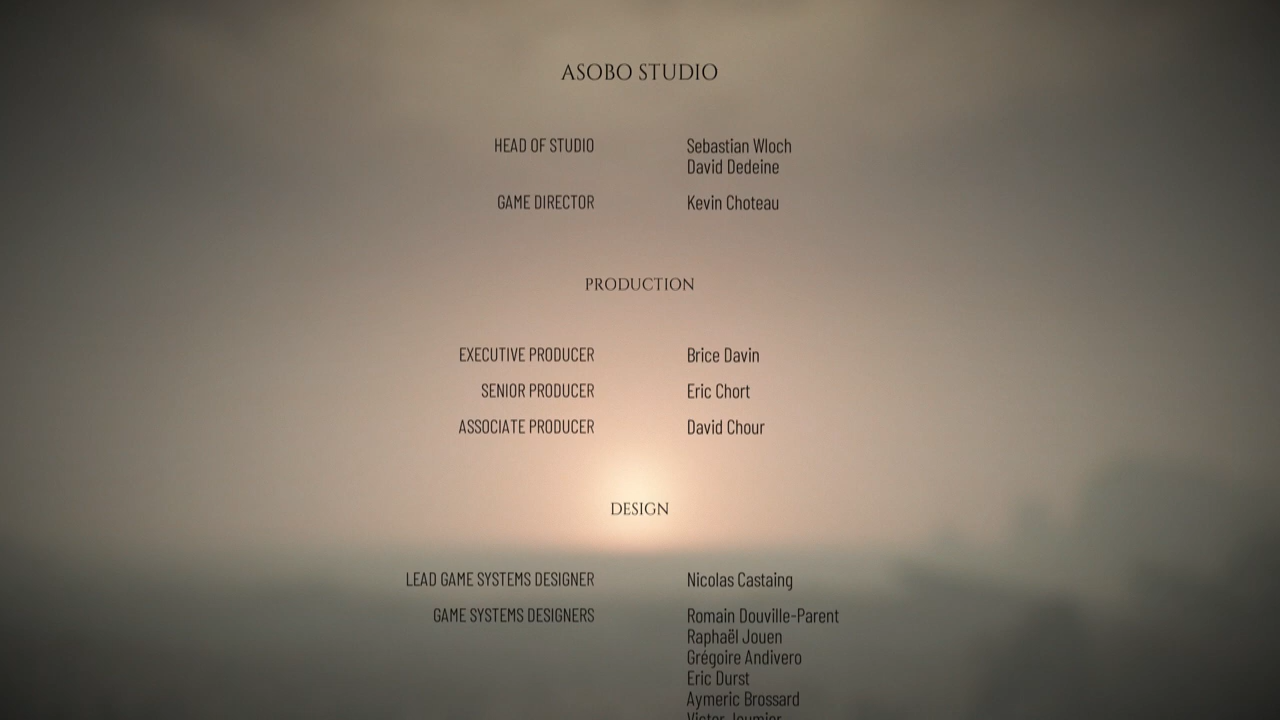 ASOBO STUDIO
HEAD OF STUDIO Sebastian Wloch
David Dedeine
GAME DIRECTOR Kevin Choteau
PRODUCTION
EXECUTIVE PRODUCER Brice Davin
SENIOR PRODUCER Eric Chort
ASSOCIATE PRODUCER David Chour
DESIGN
LEAD GAME SYSTEMS DESIGNER Nicolas Castaing
GAME SYSTEMS DESIGNERS Romain Douville-Parent
Raphaël Jouen
Grégoire Andivero
Eric Durst
Aymeric Brossard